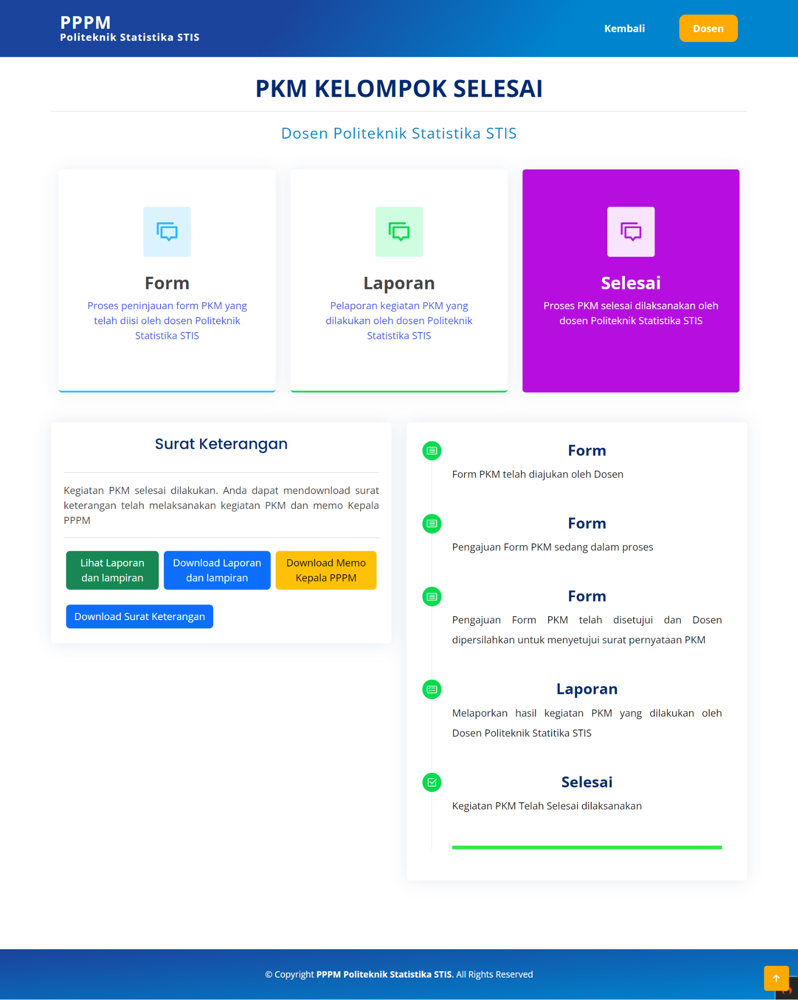 PPPM
Politeknik Statistika STIS
Kembali
Dosen
PKM KELOMPOK SELESAI
Dosen Politeknik Statistika STIS
Form
Proses peninjauan form PKM yang
telah diisi oleh dosen Politeknik
Statistika STIS
Laporan
Pelaporan kegiatan PKM yang
dilakukan oleh dosen Politeknik
Statistika STIS
Selesai
Proses PKM selesai dilaksanakan oleh
dosen Politeknik Statistika STIS
Surat Keterangan
Kegiatan PKM selesai dilakukan. Anda dapat mendownload surat
keterangan telah melaksanakan kegiatan PKM dan memo Kepala
PPPM
Lihat Laporan
dan lampiran
Download Laporan
dan lampiran
Download Memo
Kepala PPPM
Download Surat Keterangan
Form
Form PKM telah diajukan oleh Dosen
Form
Pengajuan Form PKM sedang dalam proses
Form
Pengajuan Form PKM telah disetujui dan Dosen
dipersilahkan untuk menyetujui surat pernyataan PKM
Laporan
Melaporkan hasil kegiatan PKM yang dilakukan oleh
Dosen Politeknik Statitika STIS
Selesai
Kegiatan PKM Telah Selesai dilaksanakan
© Copyright PPPM Politeknik Statistika STIS. All Rights Reserved